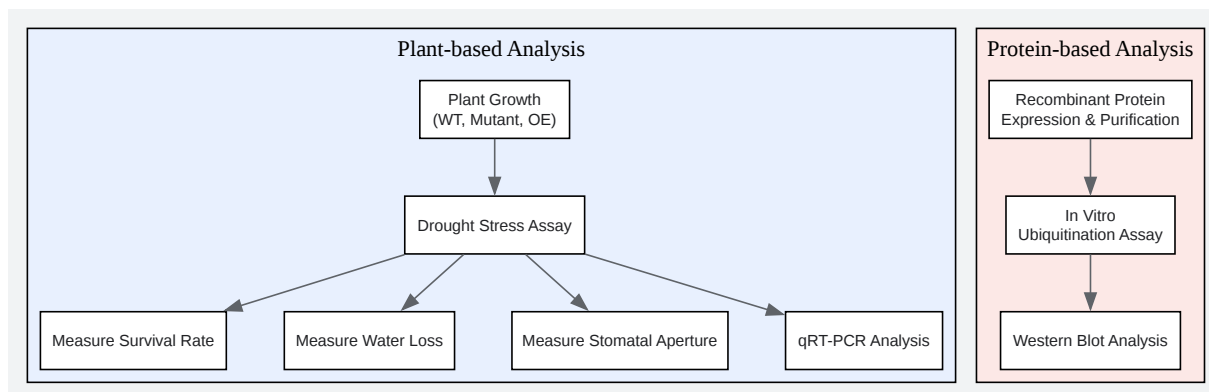 Plant-based Analysis
Plant Growth
(WT, Mutant, OE)
Drought Stress Assay
Measure Survival Rate
Measure Water Loss
Measure Stomatal Aperture
qRT-PCR Analysis
Protein-based Analysis
Recombinant Protein
Expression & Purification
In Vitro
Ubiquitination Assay
Western Blot Analysis